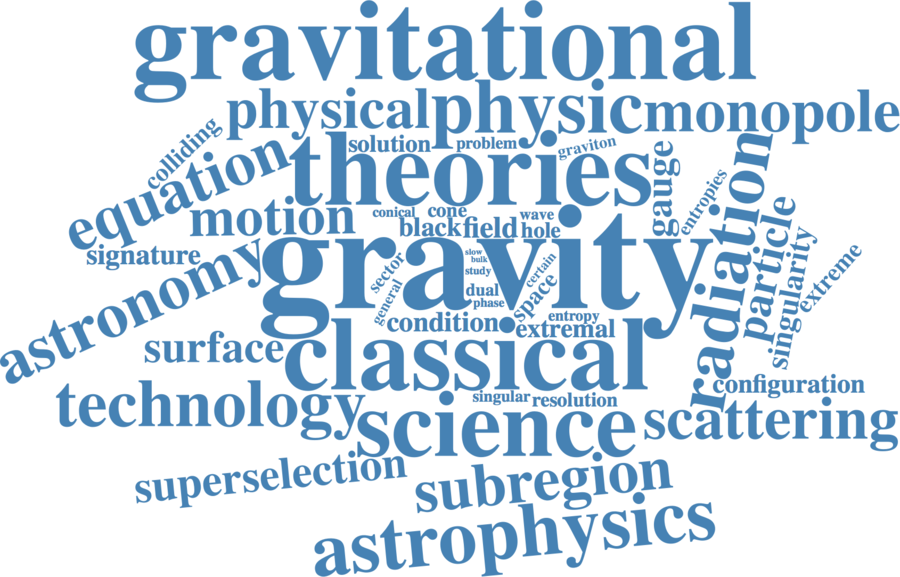 gravitational
physical
physic
monopole
colliding
equation
theories
solution
problem
graviton
gauge
entropies
radiation
motion
conical
cone
wave
black
field
hole
signature
particle
singularity
extreme
astronomy
gravity
sector
general
slow
bulk
study
dual
phase
certain
space
condition
entropy
extremal
surface
classical
configuration
technology
singular
resolution
science
scattering
superselection
subregion
astrophysics